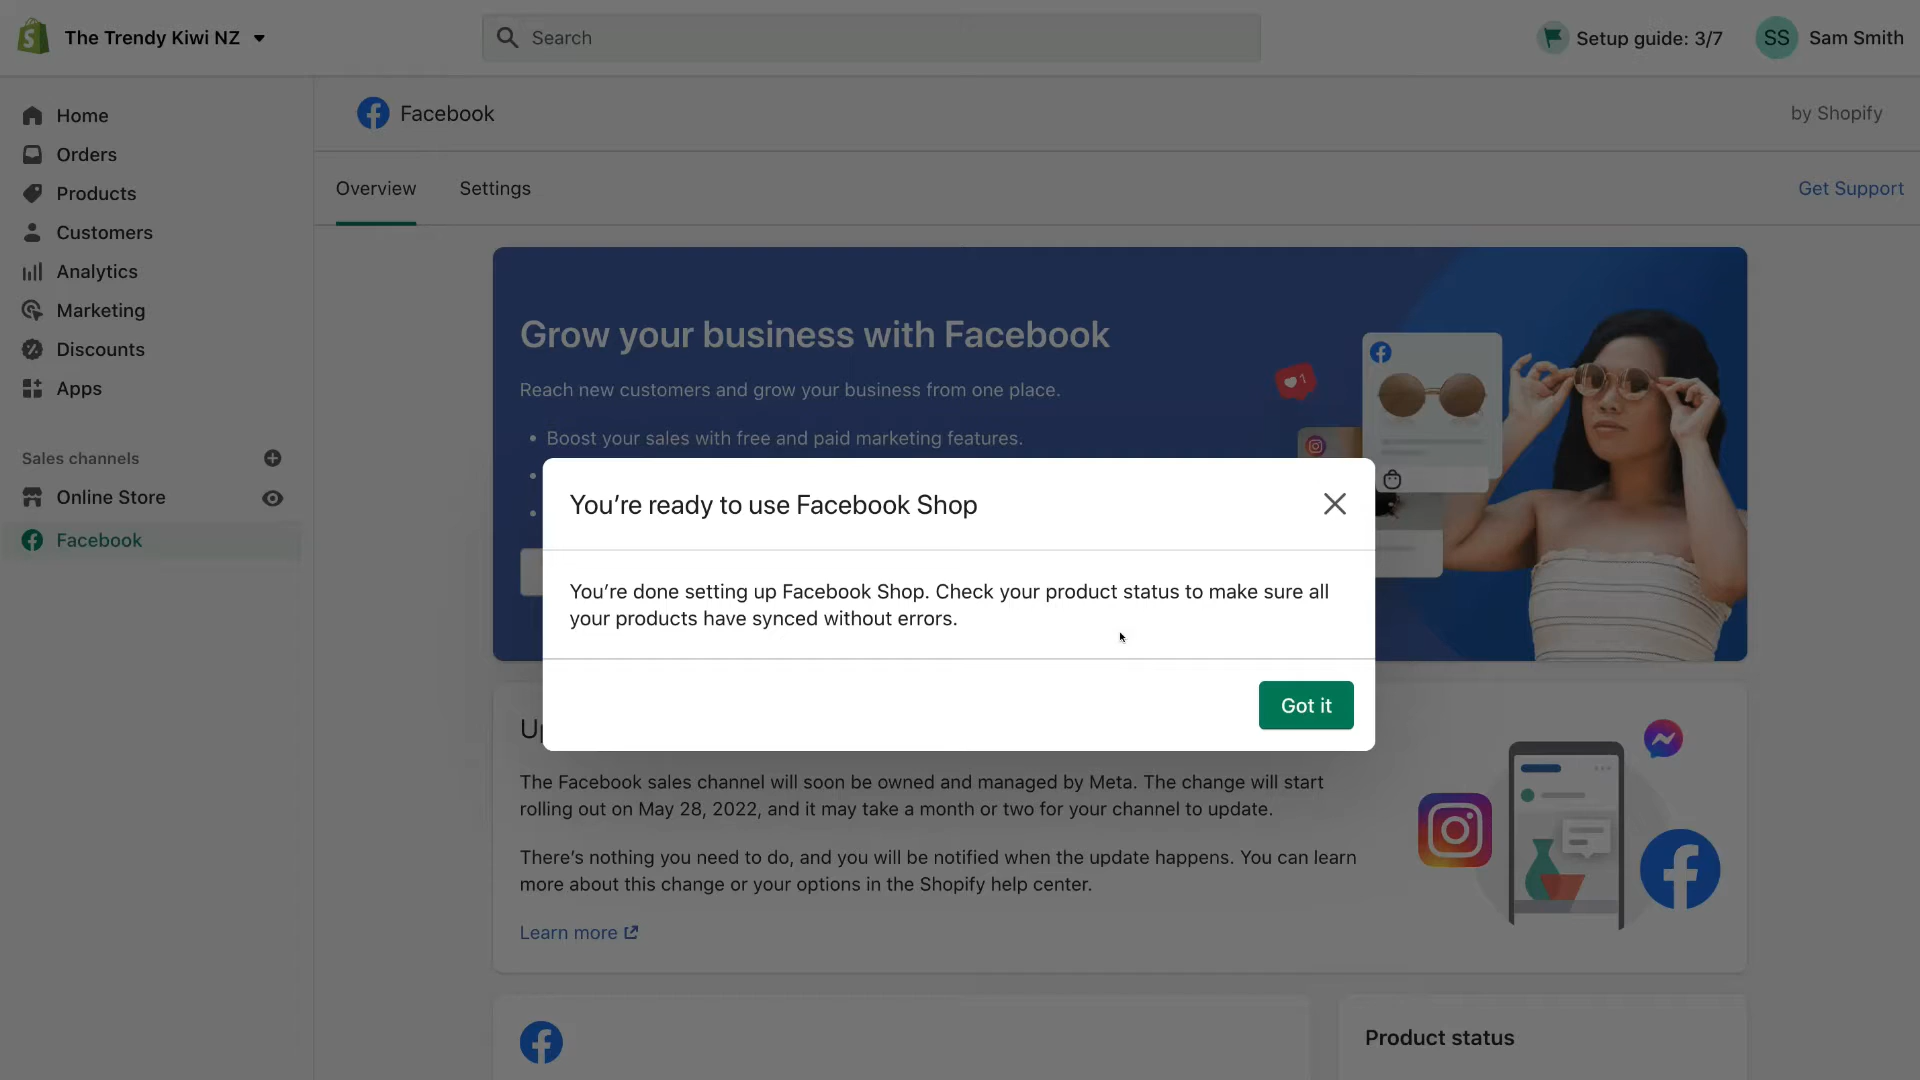 The Trendy Kiwi NZ
Search
Setup guide: 3/7
SS
Sam Smith
Home
Orders
Products
Customers
Analytics
Marketing
Discounts
Apps
Sales channels
Online Store
Facebook
Facebook
by Shopify
Overview
Settings
Get Support
Grow your business with Facebook
Reach new customers and grow your business from one place.
• Boost your sales with free and paid marketing features.
1
You’re ready to use Facebook Shop
You’re done setting up Facebook Shop. Check your product status to make sure all
your products have synced without errors.
Got it
The Facebook sales channel will soon be owned and managed by Meta. The change will start
rolling out on May 28, 2022, and it may take a month or two for your channel to update.
There’s nothing you need to do, and you will be notified when the update happens. You can learn
more about this change or your options in the Shopify help center.
Learn more
Product status